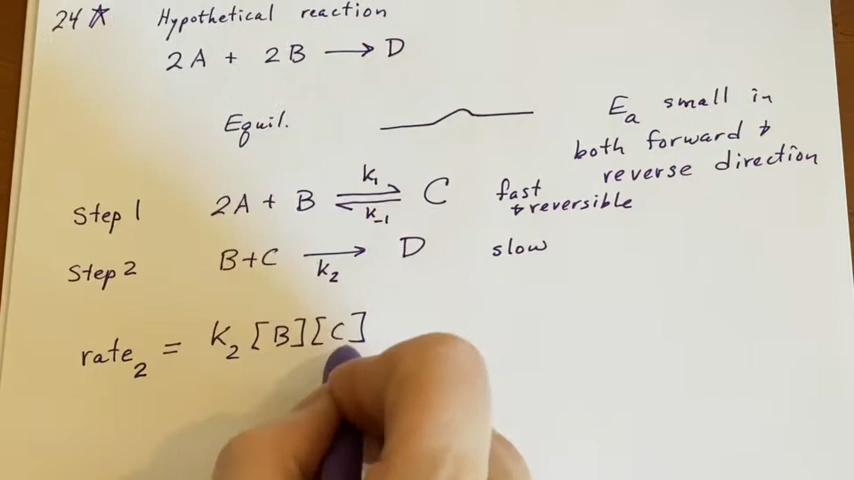 24 ☆ Hypothetical reaction
2A + 2B → D
Equil.
Ea small in
both forward &
reverse direction
Step 1 2A + B ⇌ C fast
k1
k-1
& reversible
Step 2 B+C → D slow
k2
rate2 = k2 [B][C]